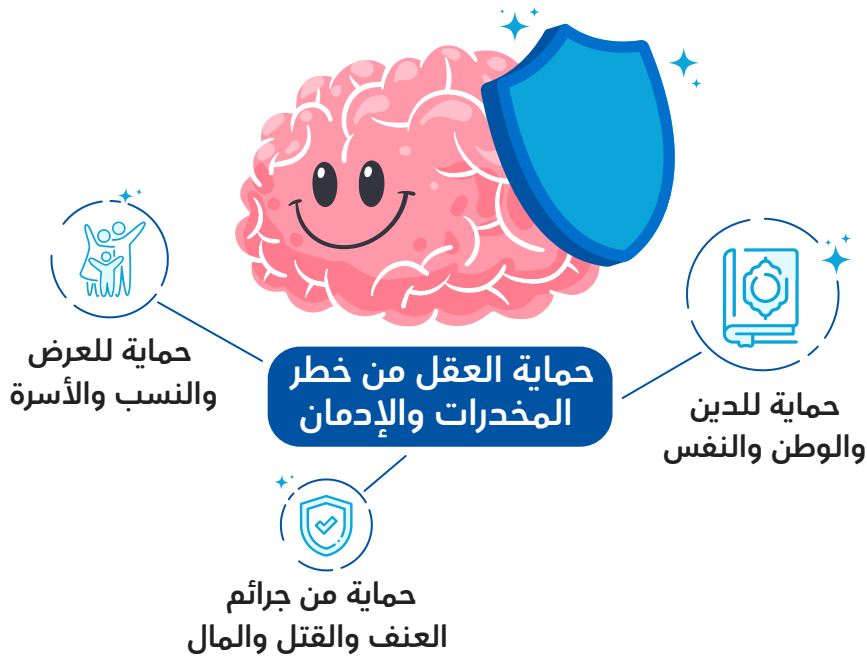 حماية العقل من خطر
المخدرات والإدمان
حماية للدين
والوطن والنفس
حماية للعرض
والنسب والأسرة
حماية من جرائم
العنف والقتل والمال